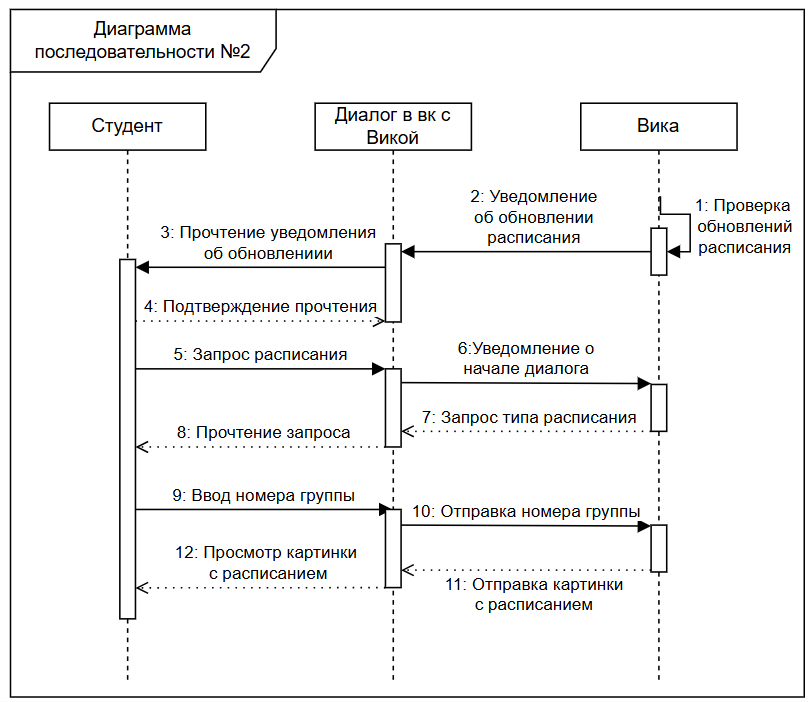 Диаграмма
последовательности №2
Студент
Диалог в вк с
Викой
Вика
1: Проверка
обновлений
расписания
2: Уведомление
об обновлении
расписания
3: Прочтение уведомления
об обновлениии
4: Подтверждение прочтения
5: Запрос расписания
6:Уведомление о
начале диалога
7: Запрос типа расписания
8: Прочтение запроса
9: Ввод номера группы
10: Отправка номера группы
11: Отправка картинки
с расписанием
12: Просмотр картинки
с расписанием